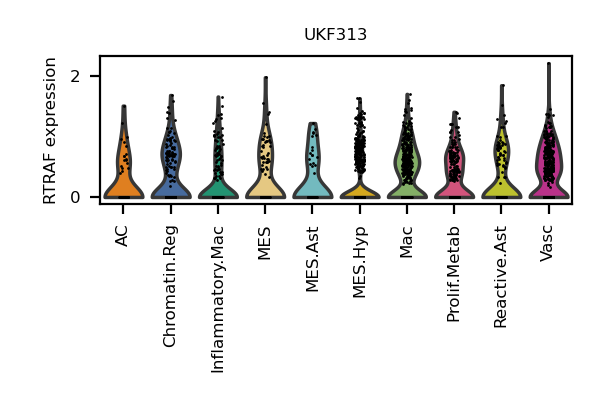 UKF313
RTRAF expression
2
0
AC
Chromatin.Reg
Inflammatory.Mac
MES
MES.Ast
MES.Hyp
Mac
Prolif.Metab
Reactive.Ast
Vasc